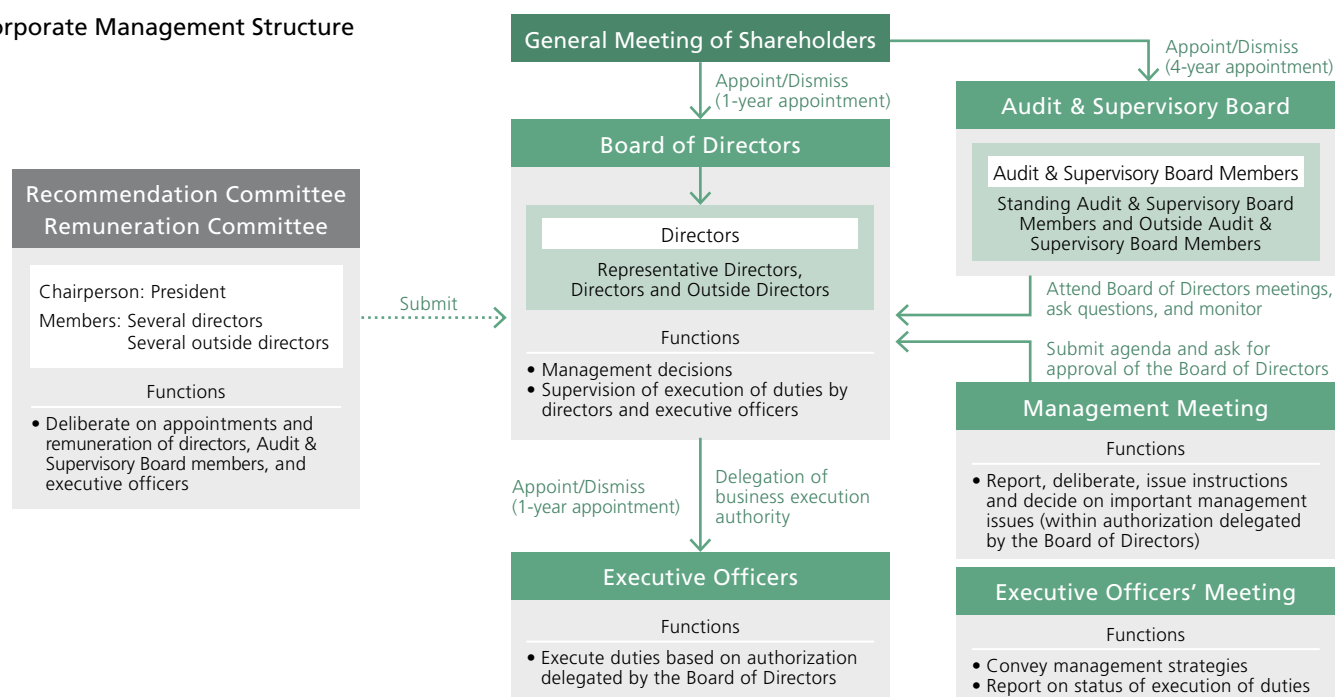 orporate Management Structure
General Meeting of Shareholders
Appoint/Dismiss
(1-year appointment)
Appoint/Dismiss
(4-year appointment)
Recommendation Committee
Remuneration Committee
Chairperson: President
Members: Several directors
Several outside directors
Functions
• Deliberate on appointments and
remuneration of directors, Audit &
Supervisory Board members, and
executive officers
Submit
Board of Directors
Directors
Representative Directors,
Directors and Outside Directors
Functions
• Management decisions
• Supervision of execution of duties by
directors and executive officers
Appoint/Dismiss
(1-year appointment)
Delegation of
business execution
authority
Executive Officers
Functions
• Execute duties based on authorization
delegated by the Board of Directors
Audit & Supervisory Board
Audit & Supervisory Board Members
Standing Audit & Supervisory Board
Members and Outside Audit &
Supervisory Board Members
Attend Board of Directors meetings,
ask questions, and monitor
Submit agenda and ask for
approval of the Board of Directors
Management Meeting
Functions
• Report, deliberate, issue instructions
and decide on important management
issues (within authorization delegated
by the Board of Directors)
Executive Officers’ Meeting
Functions
• Convey management strategies
• Report on status of execution of duties